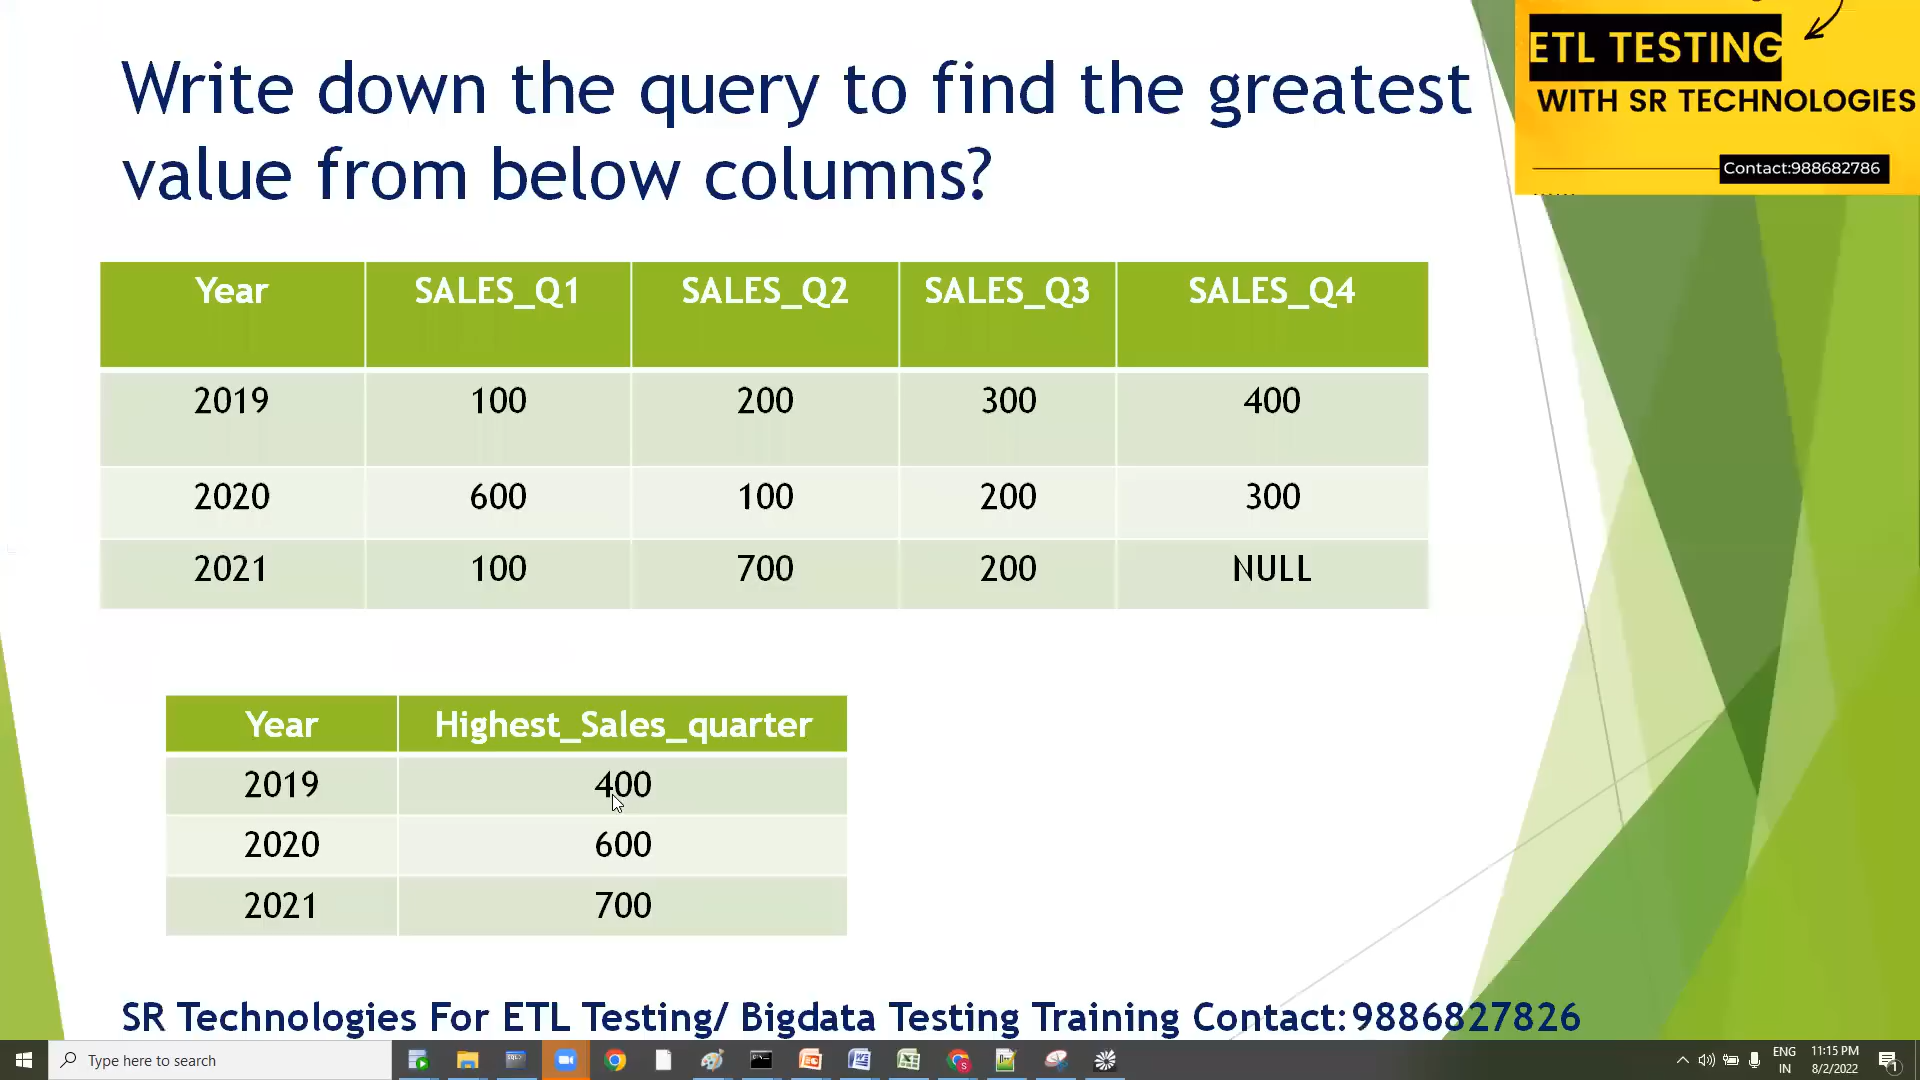 Write down the query to find the greatest
value from below columns?
ETL TESTING
WITH SR TECHNOLOGIES
Contact:988682786
Year SALES_Q1 SALES_Q2 SALES_Q3 SALES_Q4
2019 100 200 300 400
2020 600 100 200 300
2021 100 700 200 NULL
Year Highest_Sales_quarter
2019 400
2020 600
2021 700
SR Technologies For ETL Testing/ Bigdata Testing Training Contact:9886827826
Type here to search
ENG
IN
11:15 PM
8/2/2022